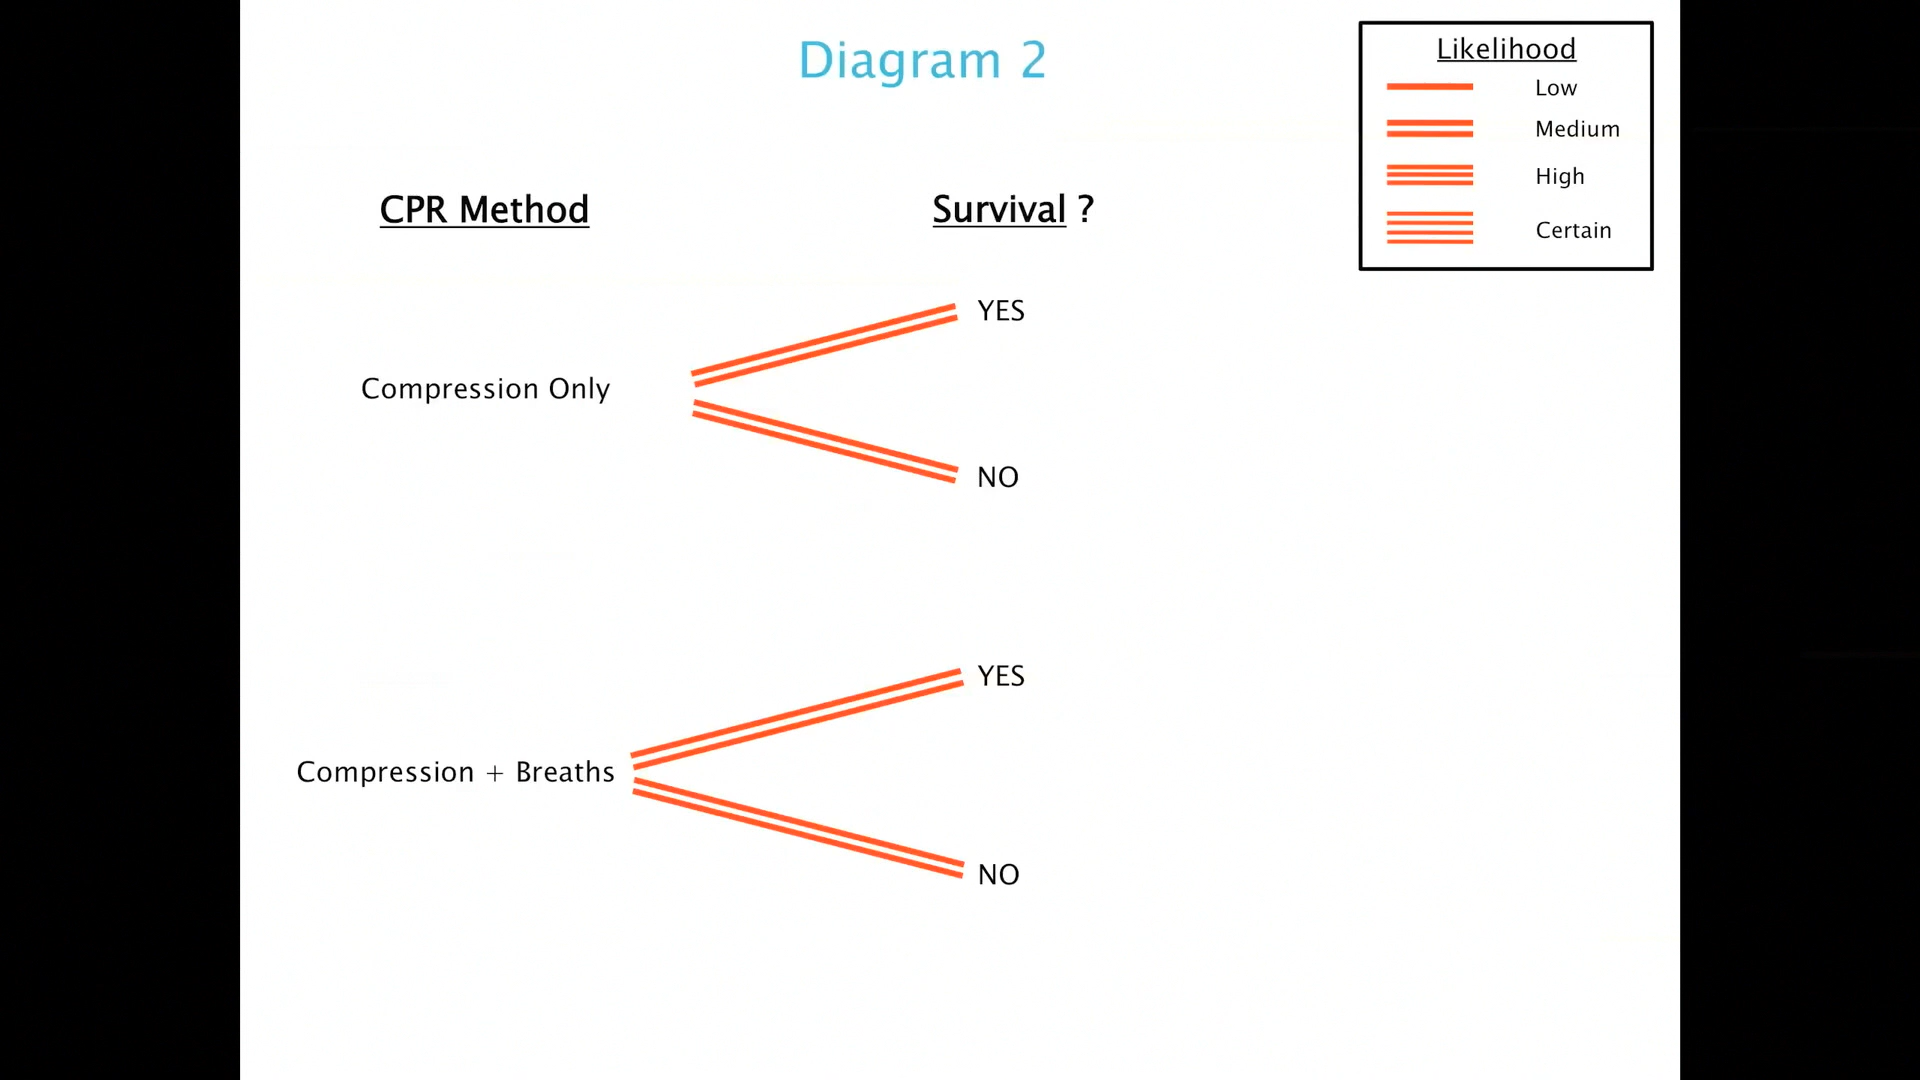 Diagram 2
Likelihood
Low
Medium
High
Certain
CPR Method
Survival ?
YES
Compression Only
NO
YES
Compression + Breaths
NO